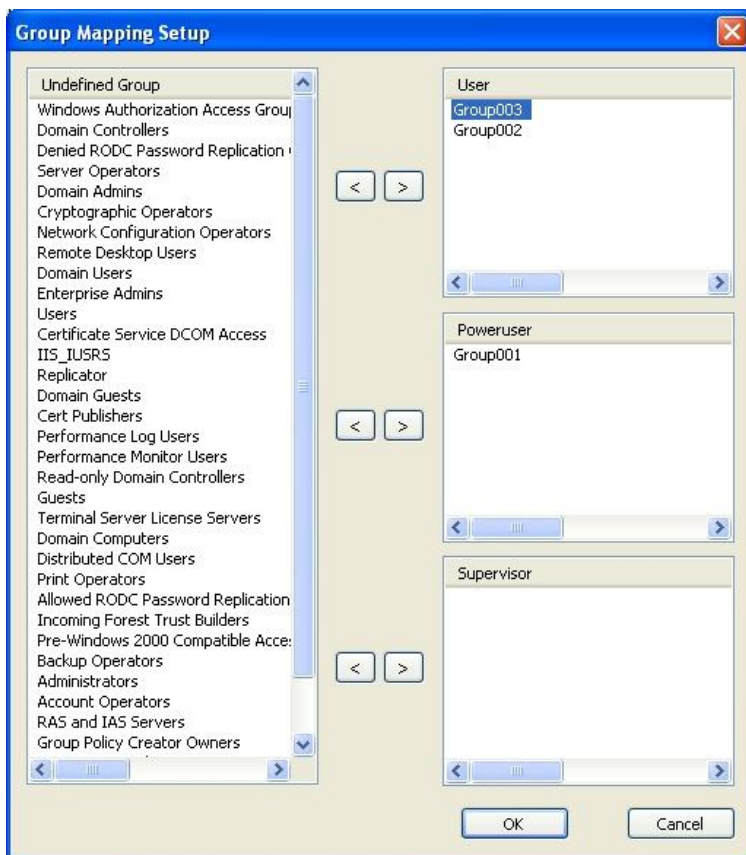 Group Mapping Setup
Undefined Group
Windows Authorization Access Grou
Domain Controllers
Denied RODC Password Replication
Server Operators
Domain Admins
Cryptographic Operators
Network Configuration Operators
Remote Desktop Users
Domain Users
Enterprise Admins
Users
Certificate Service DCOM Access
IIS_IUSRS
Replicator
Domain Guests
Cert Publishers
Performance Log Users
Performance Monitor Users
Read-only Domain Controllers
Guests
Terminal Server License Servers
Domain Computers
Distributed COM Users
Print Operators
Allowed RODC Password Replication
Incoming Forest Trust Builders
Pre-Windows 2000 Compatible Acce
Backup Operators
Administrators
Account Operators
RAS and IAS Servers
Group Policy Creator Owners
< >
User
Group003
Group002
< >
Poweruser
Group001
< >
Supervisor
OK Cancel